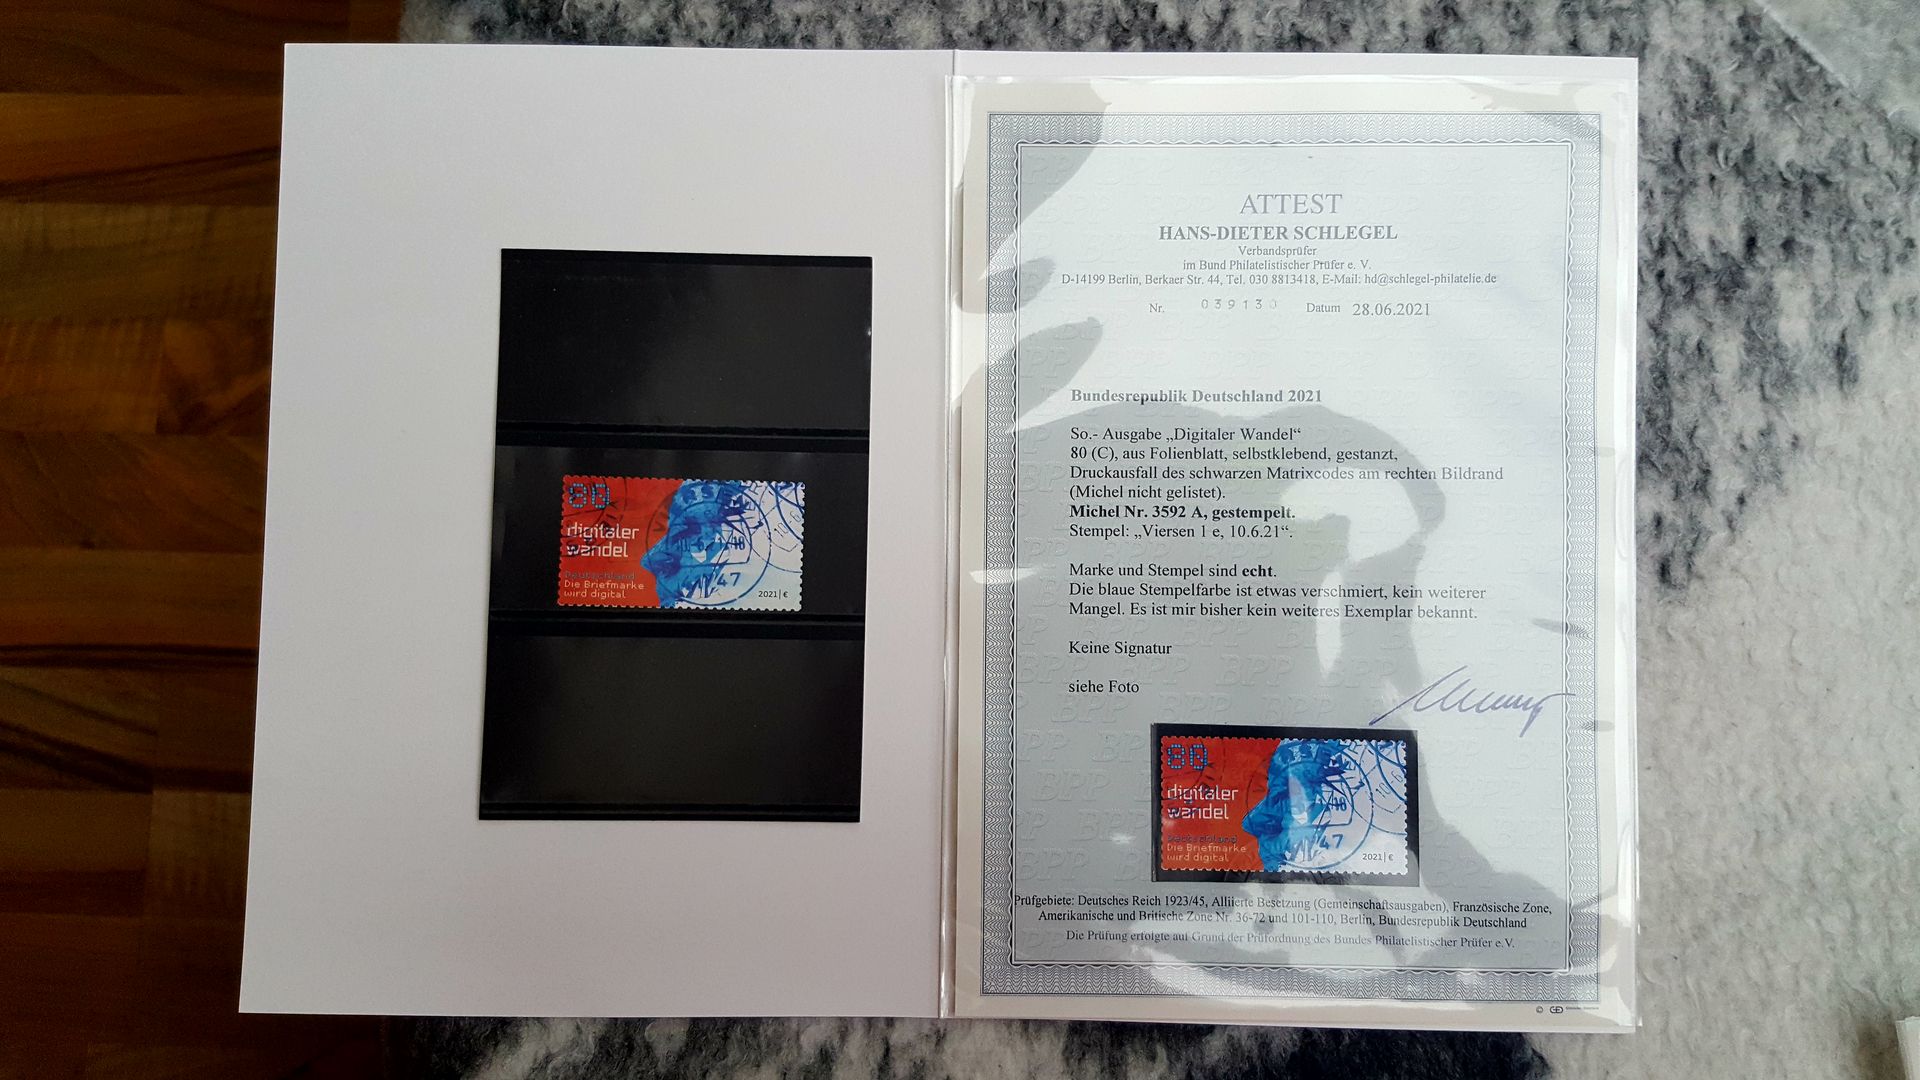 80
digitaler
wandel
Deutschland
Die Briefmarke
wird digital
2021 | €
47
ATTEST
HANS-DIETER SCHLEGEL
Verbandsprüfer
im Bund Philatelistischer Prüfer e. V.
D-14199 Berlin, Berkaer Str. 44, Tel. 030 8813418, E-Mail: hd@schlegel-philatelie.de
Nr. 039130 Datum 28.06.2021
Bundesrepublik Deutschland 2021
So.- Ausgabe „Digitaler Wandel“
80 (C), aus Folienblatt, selbstklebend, gestanzt,
Druckausfall des schwarzen Matrixcodes am rechten Bildrand
(Michel nicht gelistet).
Michel Nr. 3592 A, gestempelt.
Stempel: „Viersen 1 e, 10.6.21“.
Marke und Stempel sind echt.
Die blaue Stempelfarbe ist etwas verschmiert, kein weiterer
Mangel. Es ist mir bisher kein weiteres Exemplar bekannt.
Keine Signatur
siehe Foto
80
digitaler
wandel
Deutschland
Die Briefmarke
wird digital
2021 | €
47
Prüfgebiete: Deutsches Reich 1923/45, Alliierte Besetzung (Gemeinschaftsausgaben), Französische Zone,
Amerikanische und Britische Zone Nr. 36-72 und 101-110, Berlin, Bundesrepublik Deutschland
Die Prüfung erfolgte auf Grund der Prüfordnung des Bundes Philatelistischer Prüfer e.V.